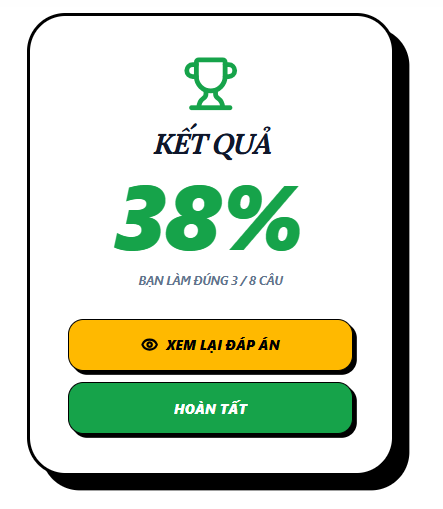 KẾT QUẢ
38%
BẠN LÀM ĐÚNG 3 / 8 CÂU
XEM LẠI ĐÁP ÁN
HOÀN TẤT